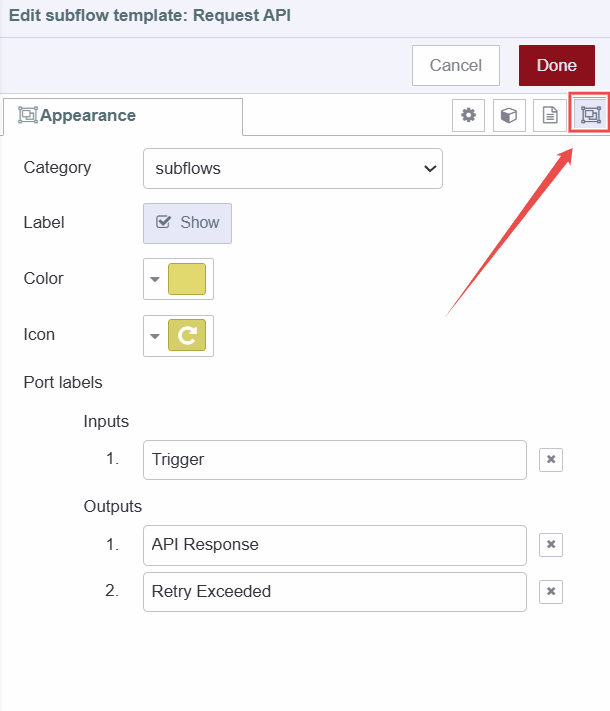 Edit subflow template: Request API
Cancel
Done
Appearance
Category
subflows
Label
Show
Color
Icon
Port labels
Inputs
1.
Trigger
Outputs
1.
API Response
2.
Retry Exceeded